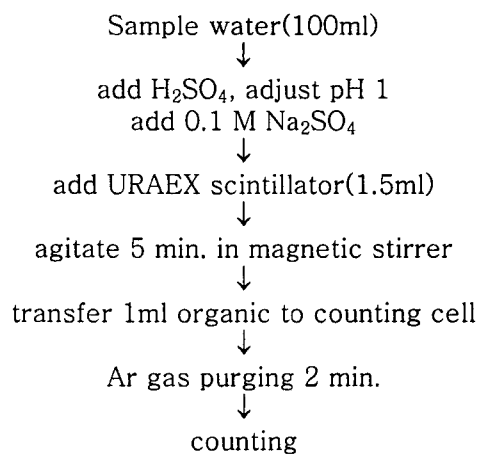 Sample water(100ml)
↓
add H₂SO₄, adjust pH 1
add 0.1 M Na₂SO₄
↓
add URAEX scintillator(1.5ml)
↓
agitate 5 min. in magnetic stirrer
↓
transfer 1ml organic to counting cell
↓
Ar gas purging 2 min.
↓
counting